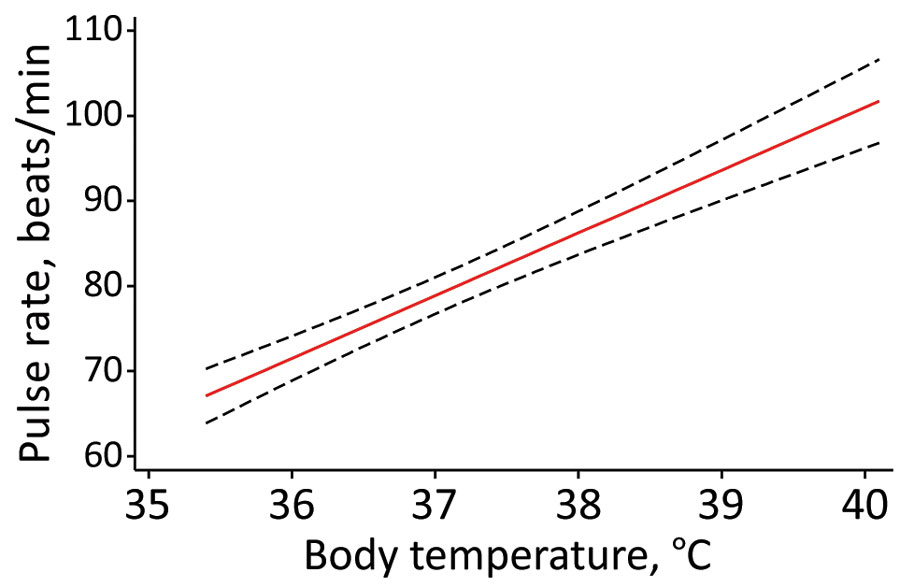 Pulse rate, beats/min
110
100
90
80
70
60
35 36 37 38 39 40
Body temperature, °C